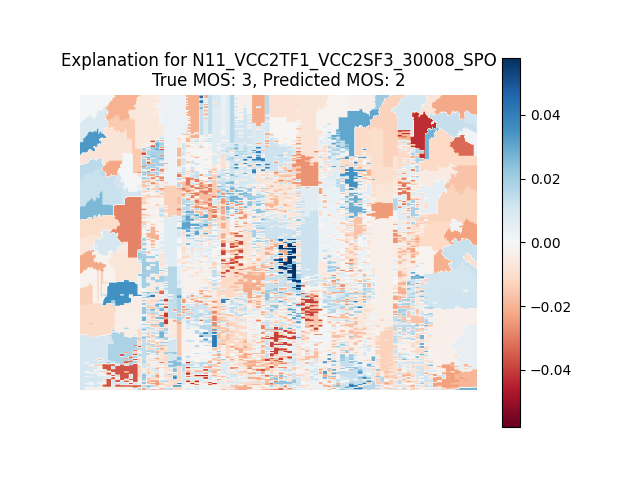 Explanation for N11_VCC2TF1_VCC2SF3_30008_SPO
True MOS: 3, Predicted MOS: 2
0.04
0.02
0.00
−0.02
−0.04